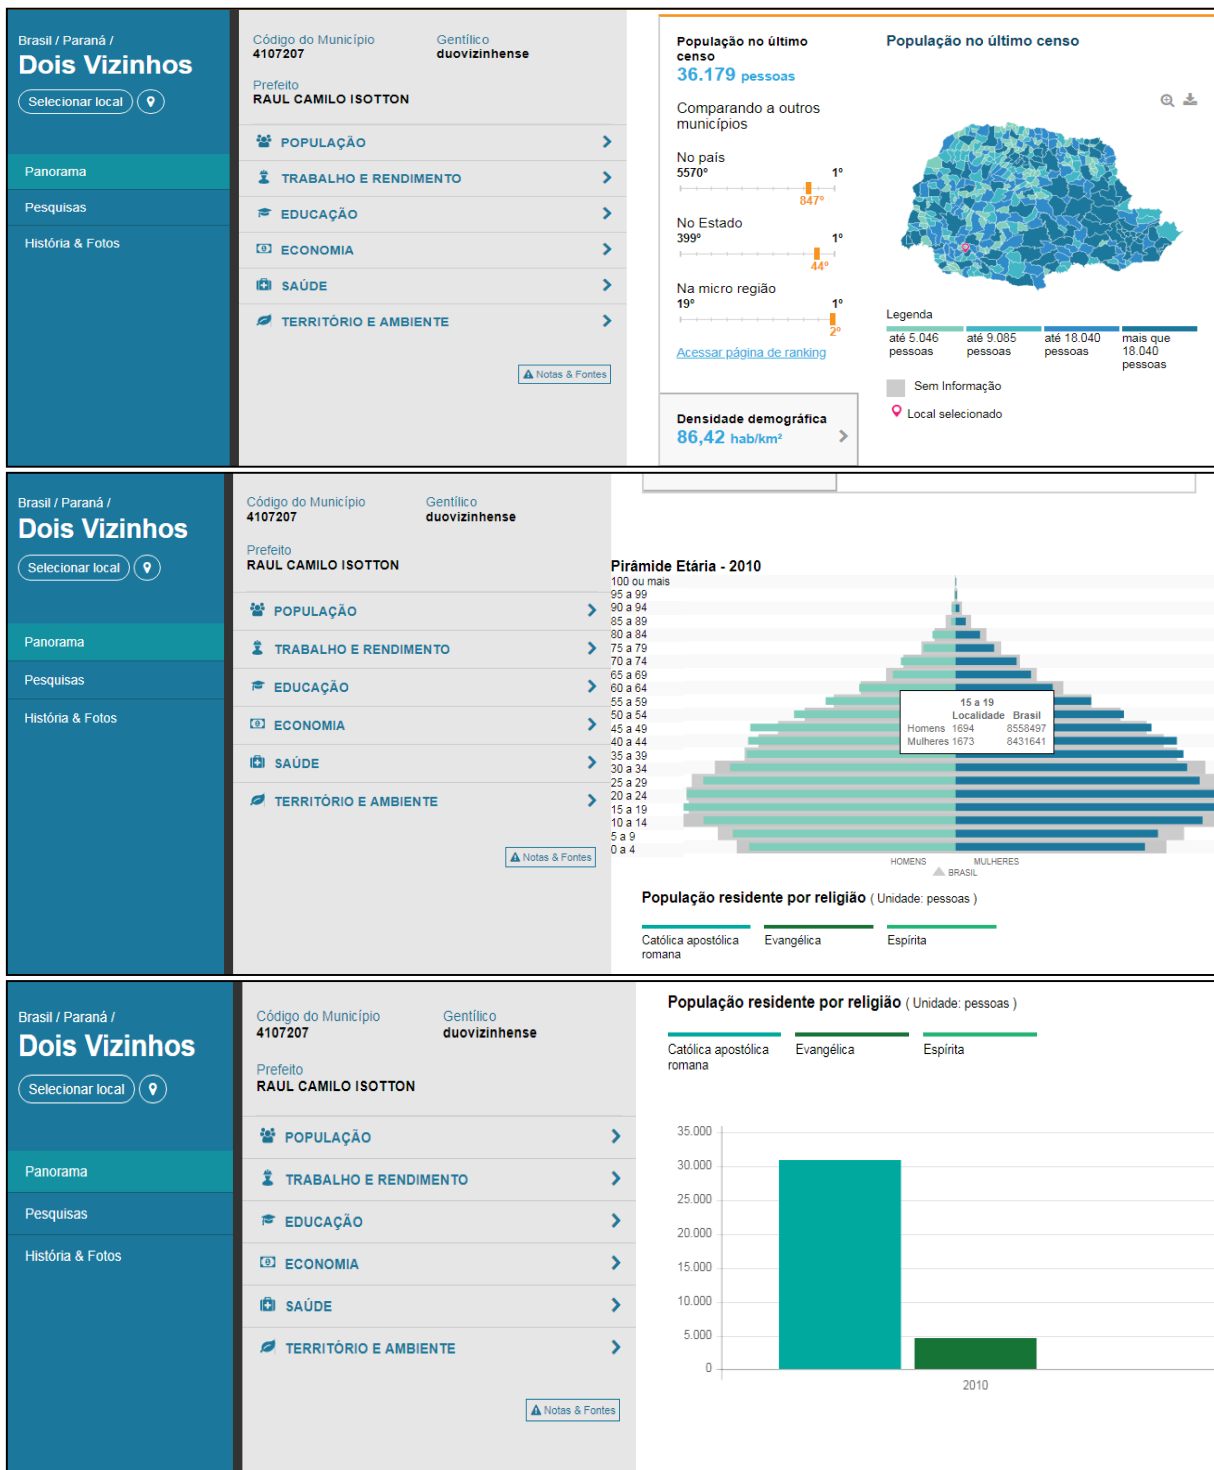 Brasil / Paraná /
Dois Vizinhos
Selecionar local
Panorama
Pesquisas
História & Fotos
Código do Município
4107207
Gentílico
duovizinhense
Prefeito
RAUL CAMILO ISOTTON
POPULAÇÃO
TRABALHO E RENDIMENTO
EDUCAÇÃO
ECONOMIA
SAÚDE
TERRITÓRIO E AMBIENTE
Notas & Fontes
População no último
censo
36.179 pessoas
Comparando a outros
municípios
No país
5570º 1º
847º
No Estado
399º 1º
44º
Na micro região
19º 1º
2º
Acessar página de ranking
Densidade demográfica
86,42 hab/km²
População no último censo
Legenda
até 5.046
pessoas
até 9.085
pessoas
até 18.040
pessoas
mais que
18.040
pessoas
Sem Informação
Local selecionado
Brasil / Paraná /
Dois Vizinhos
Selecionar local
Panorama
Pesquisas
História & Fotos
Código do Município
4107207
Gentílico
duovizinhense
Prefeito
RAUL CAMILO ISOTTON
POPULAÇÃO
TRABALHO E RENDIMENTO
EDUCAÇÃO
ECONOMIA
SAÚDE
TERRITÓRIO E AMBIENTE
Notas & Fontes
Pirâmide Etária - 2010
100 ou mais
95 a 99
90 a 94
85 a 89
80 a 84
75 a 79
70 a 74
65 a 69
60 a 64
55 a 59
50 a 54
45 a 49
40 a 44
35 a 39
30 a 34
25 a 29
20 a 24
15 a 19
10 a 14
5 a 9
0 a 4
15 a 19
Localidade Brasil
Homens 1694 8558497
Mulheres 1673 8431641
HOMENS MULHERES
BRASIL
População residente por religião ( Unidade: pessoas )
Católica apostólica
romana
Evangélica
Espírita
Brasil / Paraná /
Dois Vizinhos
Selecionar local
Panorama
Pesquisas
História & Fotos
Código do Município
4107207
Gentílico
duovizinhense
Prefeito
RAUL CAMILO ISOTTON
POPULAÇÃO
TRABALHO E RENDIMENTO
EDUCAÇÃO
ECONOMIA
SAÚDE
TERRITÓRIO E AMBIENTE
Notas & Fontes
População residente por religião ( Unidade: pessoas )
Católica apostólica
romana
Evangélica
Espírita
35.000
30.000
25.000
20.000
15.000
10.000
5.000
0
2010